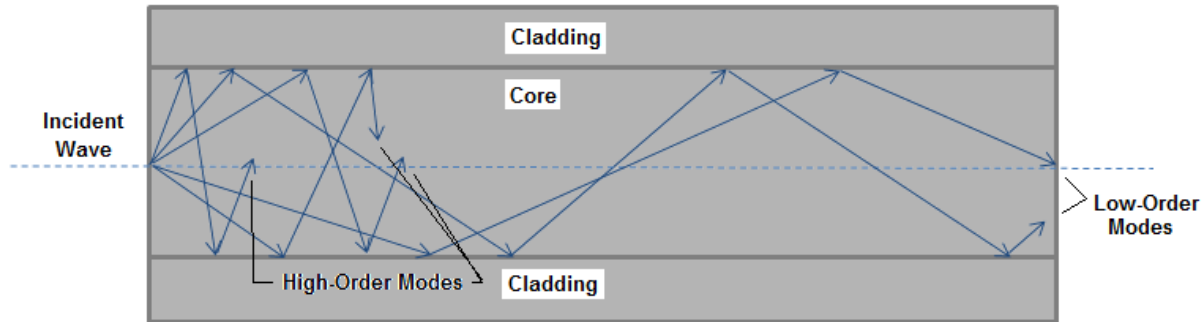 Cladding
Core
Incident
Wave
Low-Order
Modes
High-Order Modes
Cladding